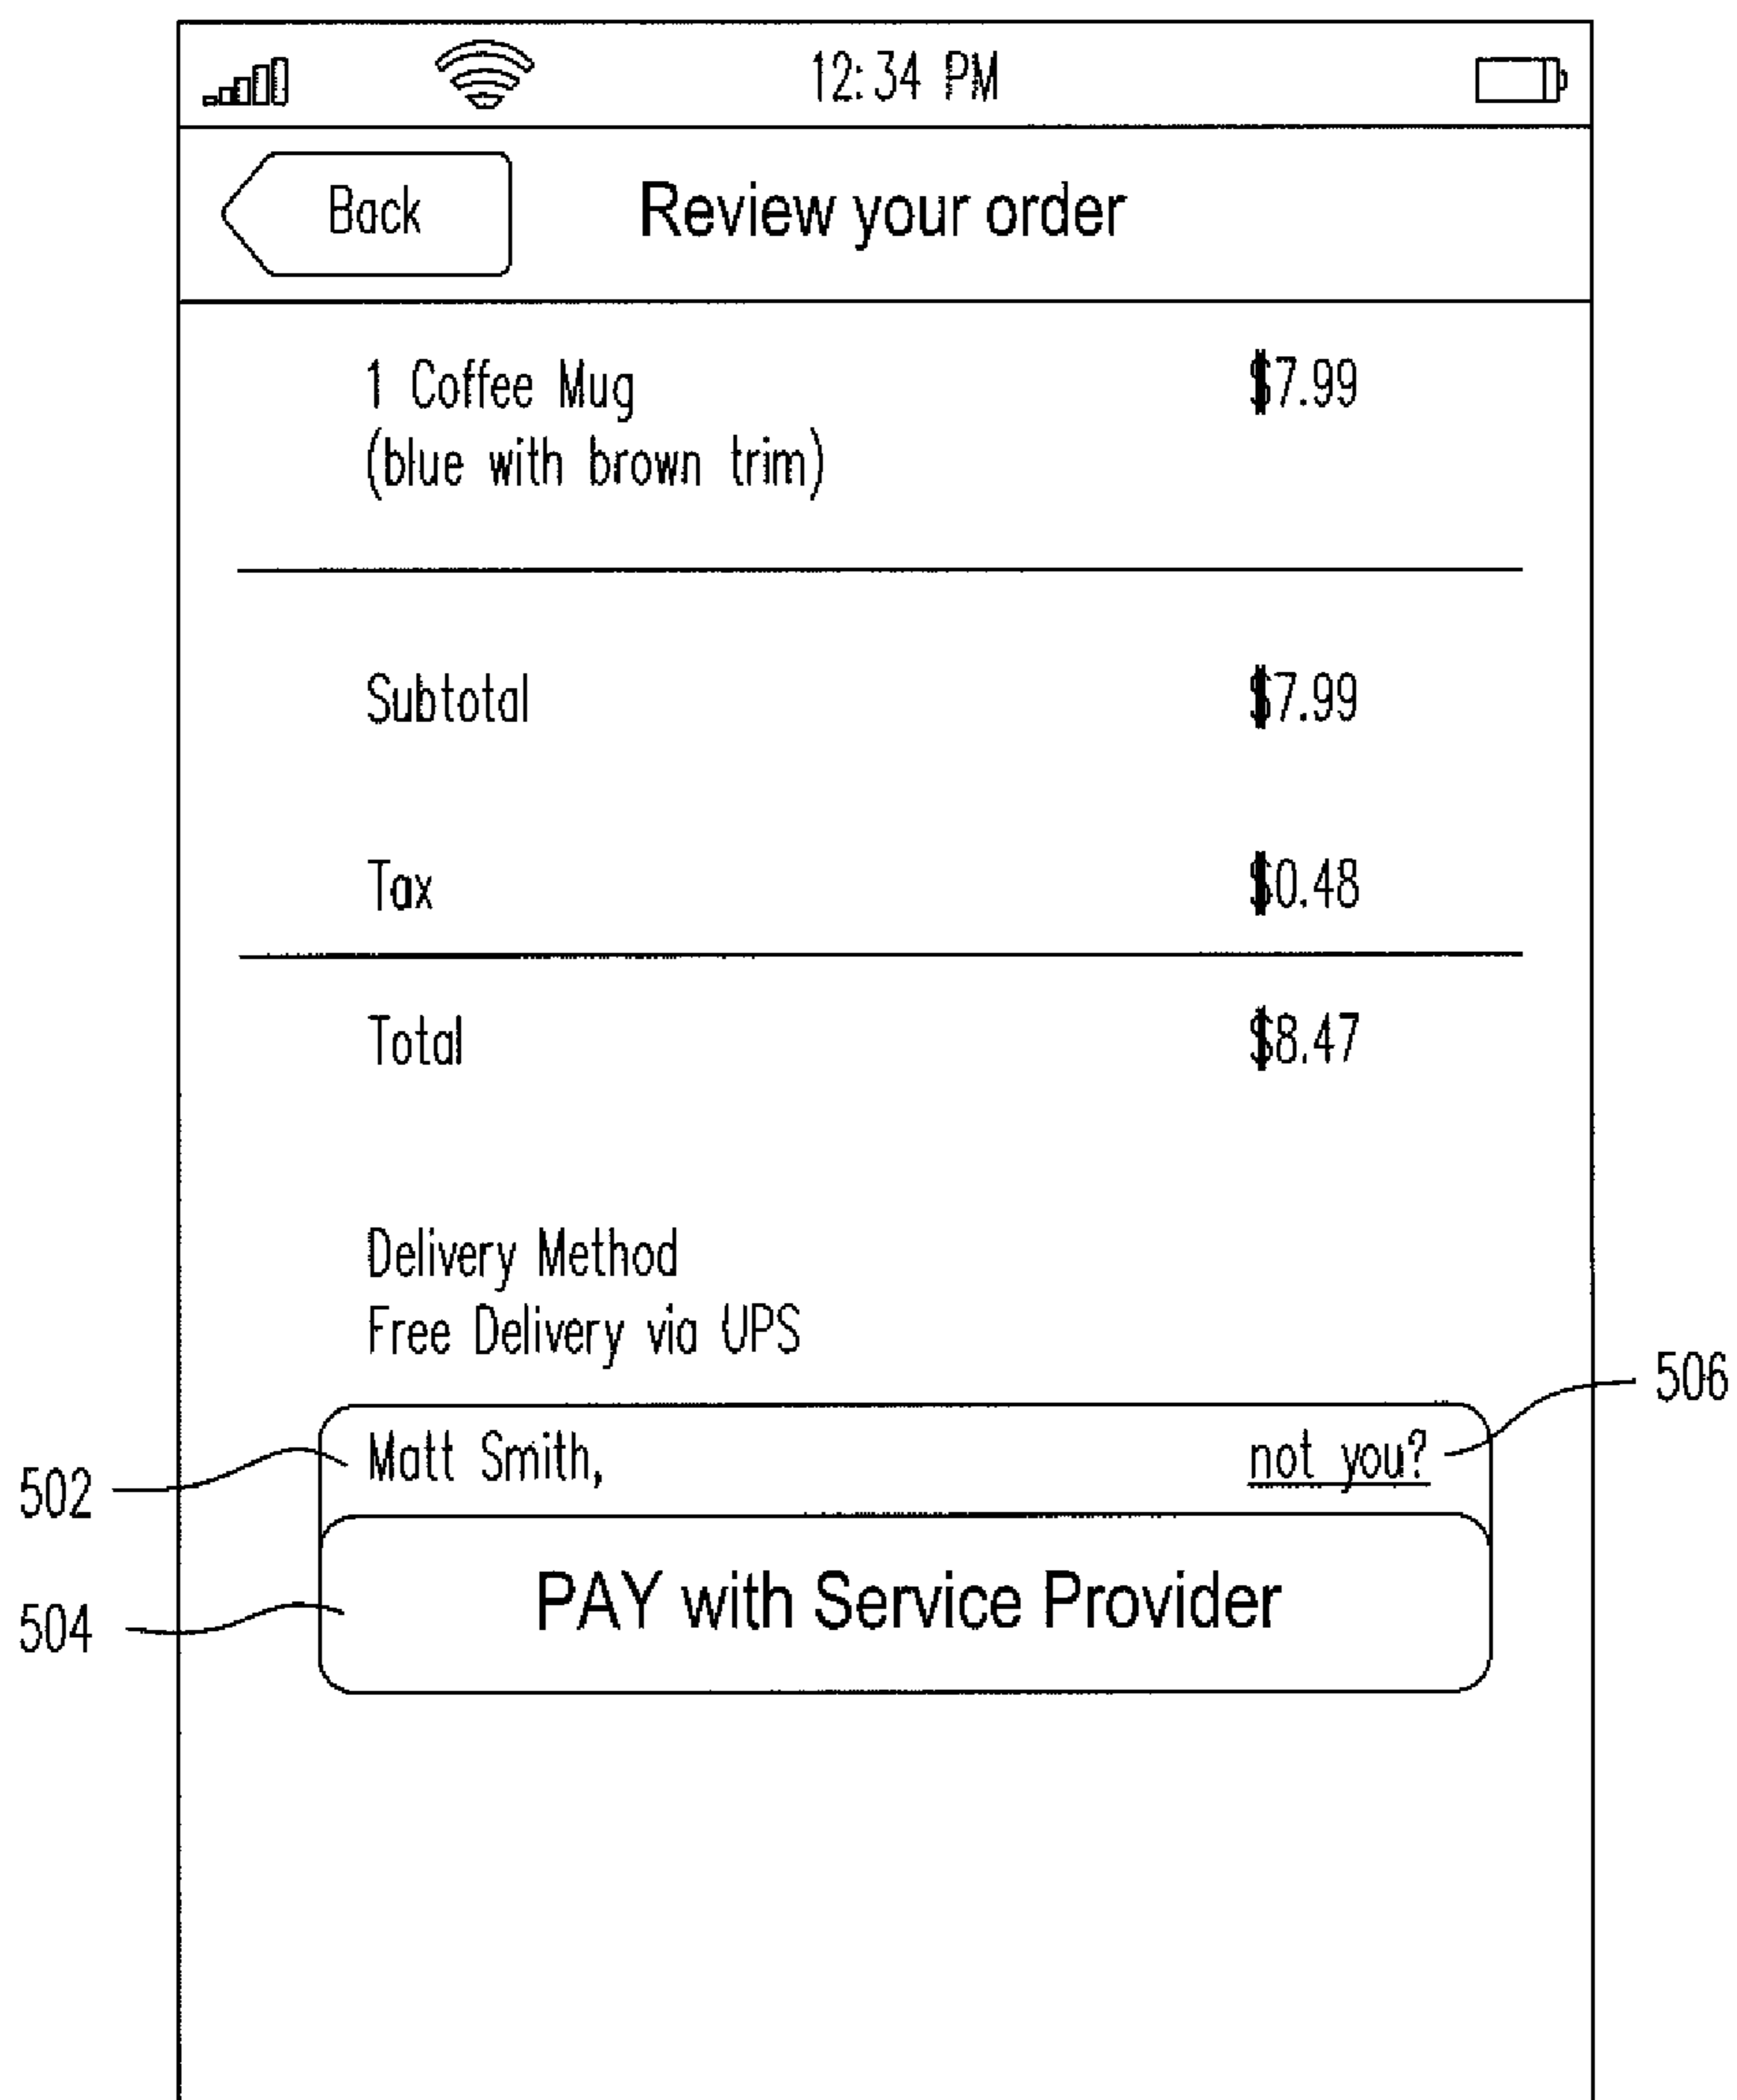 12:34 PM
Back Review your order
1 Coffee Mug $7.99
(blue with brown trim)
Subtotal $7.99
Tax $0.48
Total $8.47
Delivery Method
Free Delivery via UPS
506
502 Matt Smith, not you?
504 PAY with Service Provider